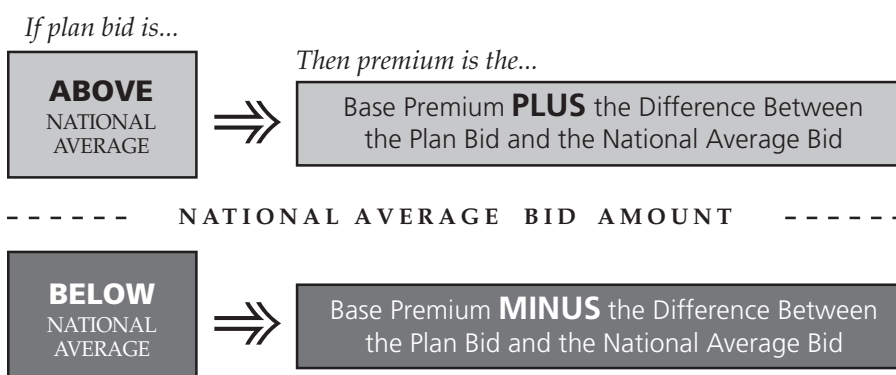 If plan bid is...
Then premium is the...
ABOVE
NATIONAL
AVERAGE
Base Premium PLUS the Difference Between
the Plan Bid and the National Average Bid
NATIONAL AVERAGE BID AMOUNT
BELOW
NATIONAL
AVERAGE
Base Premium MINUS the Difference Between
the Plan Bid and the National Average Bid